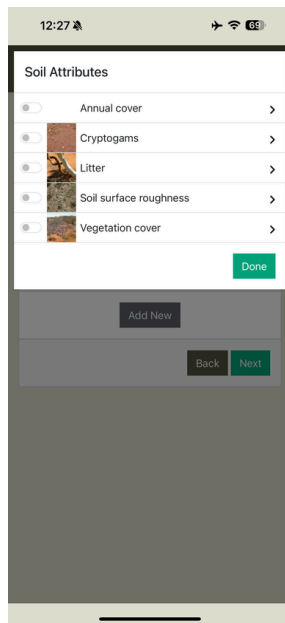 12:27
69
Soil Attributes
Annual cover
Cryptogams
Litter
Soil surface roughness
Vegetation cover
Done
Add New
Back Next